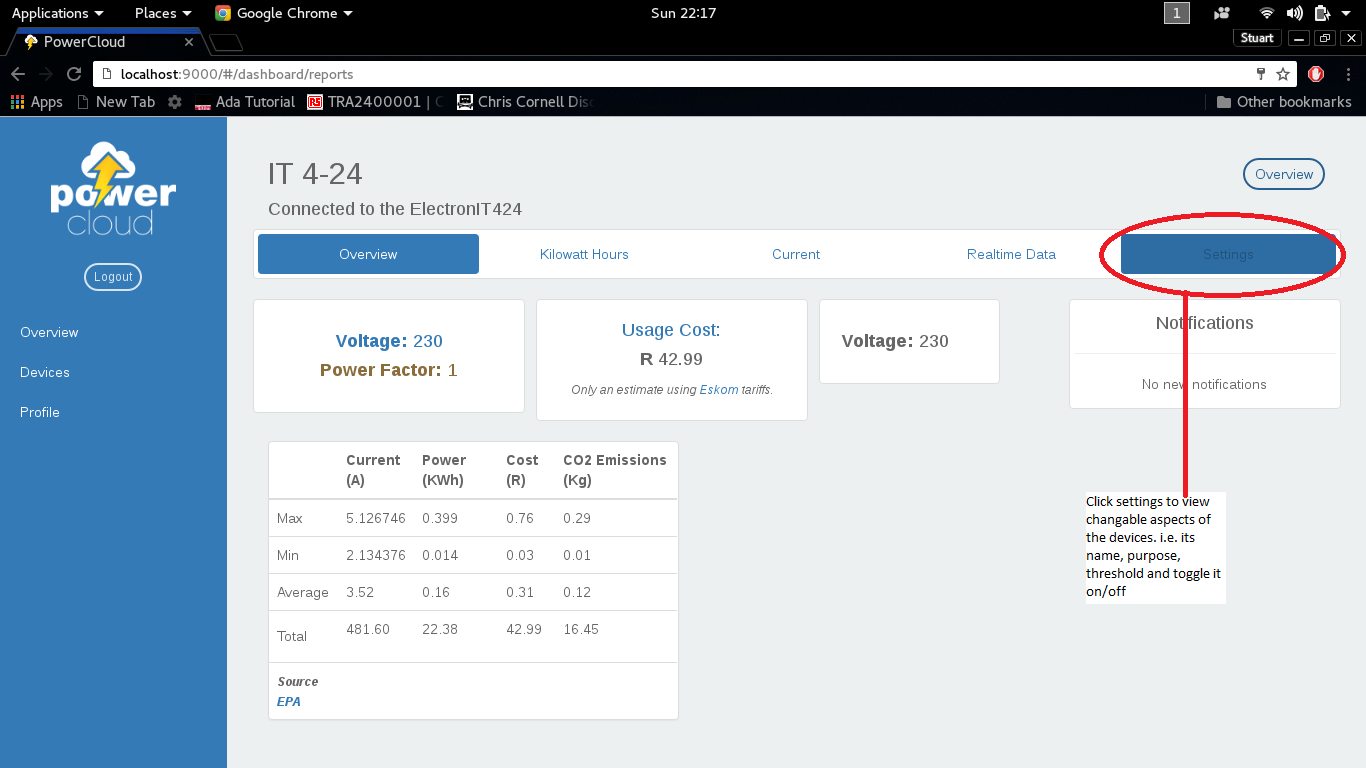 Applications Places Google Chrome Sun 22:17 1
PowerCloud Stuart
localhost:9000/#/dashboard/reports
Apps New Tab Ada Tutorial TRA2400001 | Chris Cornell Disc Other bookmarks
power
cloud
Logout
Overview
Devices
Profile
IT 4-24
Overview
Connected to the ElectronIT424
Overview Kilowatt Hours Current Realtime Data Settings
Voltage: 230
Power Factor: 1
Usage Cost:
R 42.99
Only an estimate using Eskom tariffs.
Voltage: 230
Notifications
No new notifications
Current Power Cost CO2 Emissions
(A) (KWh) (R) (Kg)
Max 5.126746 0.399 0.76 0.29
Min 2.134376 0.014 0.03 0.01
Average 3.52 0.16 0.31 0.12
Total 481.60 22.38 42.99 16.45
Source
EPA
Click settings to view
changable aspects of
the devices. i.e. its
name, purpose,
threshold and toggle it
on/off